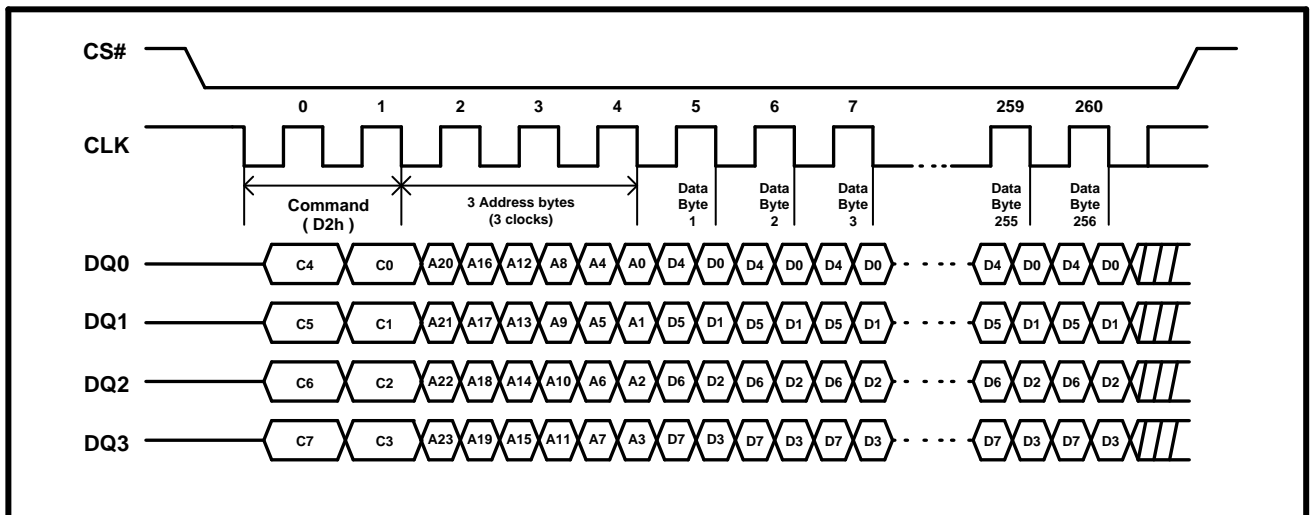 CS#
0 1 2 3 4 5 6 7 259 260
CLK
Command
( D2h )
3 Address bytes
(3 clocks)
Data
Byte
1
Data
Byte
2
Data
Byte
3
Data
Byte
255
Data
Byte
256
DQ0 C4 C0 A20 A16 A12 A8 A4 A0 D4 D0 D4 D0 D4 D0 D4 D0 D4 D0
DQ1 C5 C1 A21 A17 A13 A9 A5 A1 D5 D1 D5 D1 D5 D1 D5 D1 D5 D1
DQ2 C6 C2 A22 A18 A14 A10 A6 A2 D6 D2 D6 D2 D6 D2 D6 D2 D6 D2
DQ3 C7 C3 A23 A19 A15 A11 A7 A3 D7 D3 D7 D3 D7 D3 D7 D3 D7 D3